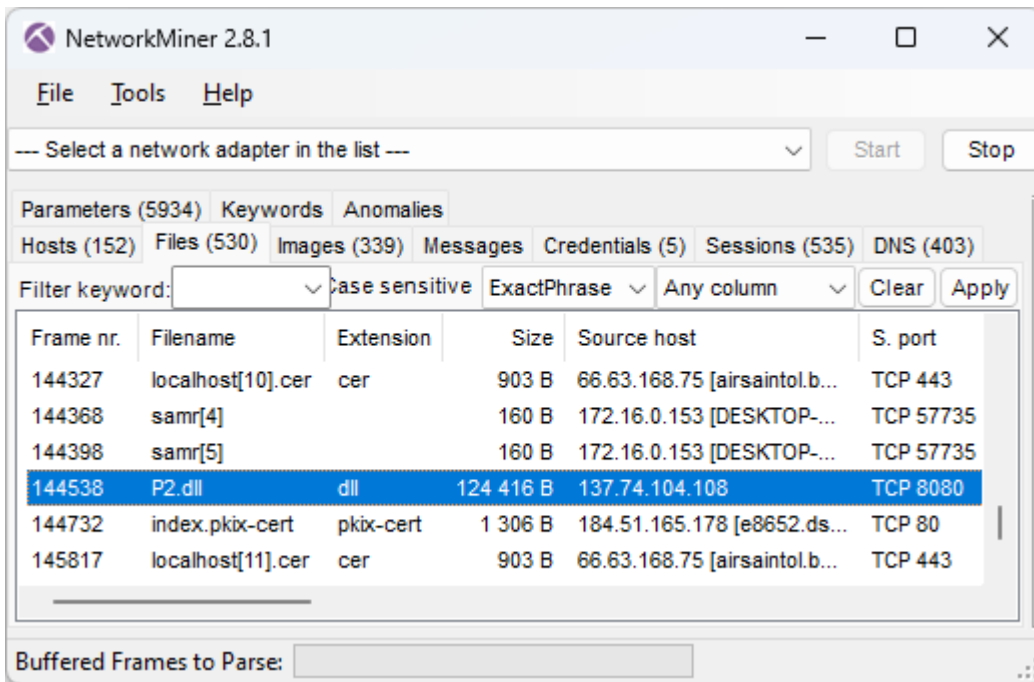 NetworkMiner 2.8.1
File Tools Help
--- Select a network adapter in the list --- Start Stop
Parameters (5934) Keywords Anomalies
Hosts (152) Files (530) Images (339) Messages Credentials (5) Sessions (535) DNS (403)
Filter keyword: Case sensitive ExactPhrase Any column Clear Apply
Frame nr. Filename Extension Size Source host S. port
144327 localhost[10].cer cer 903 B 66.63.168.75 [airsaintol.b... TCP 443
144368 samr[4] 160 B 172.16.0.153 [DESKTOP-... TCP 57735
144398 samr[5] 160 B 172.16.0.153 [DESKTOP-... TCP 57735
144538 P2.dll dll 124 416 B 137.74.104.108 TCP 8080
144732 index.pkix-cert pkix-cert 1 306 B 184.51.165.178 [e8652.ds... TCP 80
145817 localhost[11].cer cer 903 B 66.63.168.75 [airsaintol.b... TCP 443
Buffered Frames to Parse: